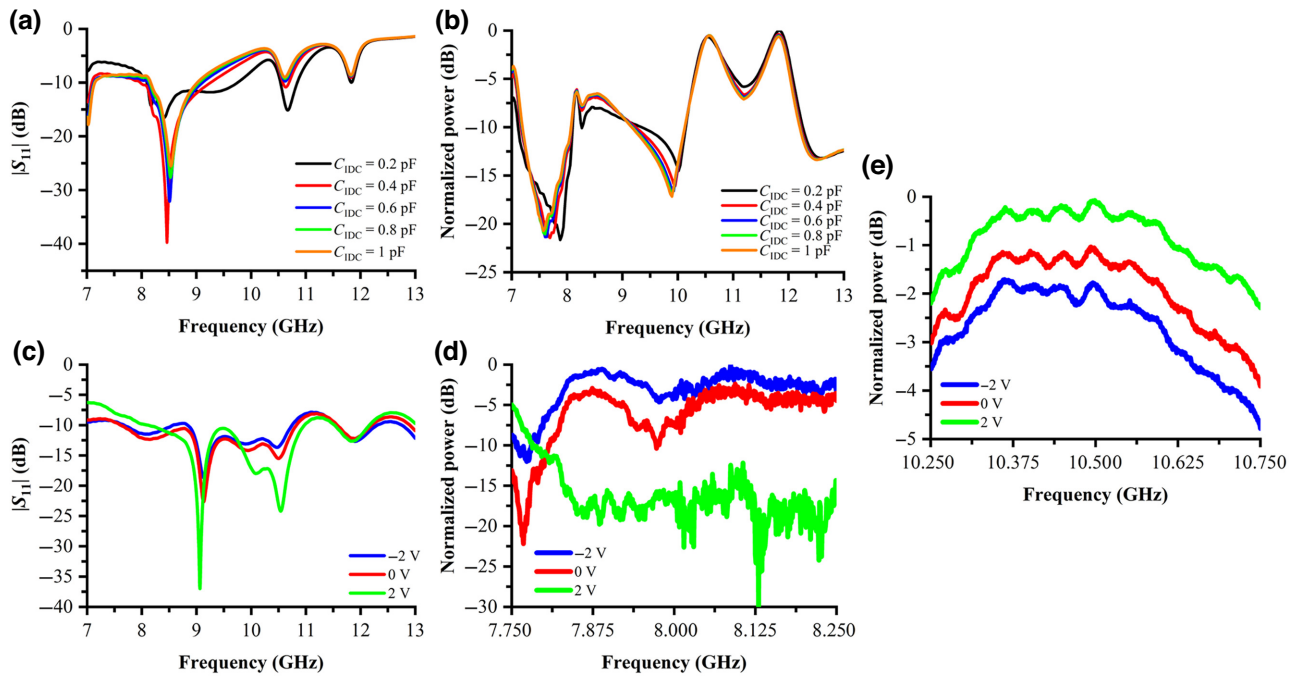 (a)
0
−10
−20
−30
−40
|S11| (dB)
CIDC = 0.2 pF
CIDC = 0.4 pF
CIDC = 0.6 pF
CIDC = 0.8 pF
CIDC = 1 pF
7 8 9 10 11 12 13
Frequency (GHz)
(b)
0
−5
−10
−15
−20
−25
Normalized power (dB)
CIDC = 0.2 pF
CIDC = 0.4 pF
CIDC = 0.6 pF
CIDC = 0.8 pF
CIDC = 1 pF
7 8 9 10 11 12 13
Frequency (GHz)
(c)
0
−5
−10
−15
−20
−25
−30
−35
−40
|S11| (dB)
−2 V
0 V
2 V
7 8 9 10 11 12 13
Frequency (GHz)
(d)
0
−5
−10
−15
−20
−25
−30
Normalized power (dB)
−2 V
0 V
2 V
7.750 7.875 8.000 8.125 8.250
Frequency (GHz)
(e)
0
−1
−2
−3
−4
−5
Normalized power (dB)
−2 V
0 V
2 V
10.250 10.375 10.500 10.625 10.750
Frequency (GHz)